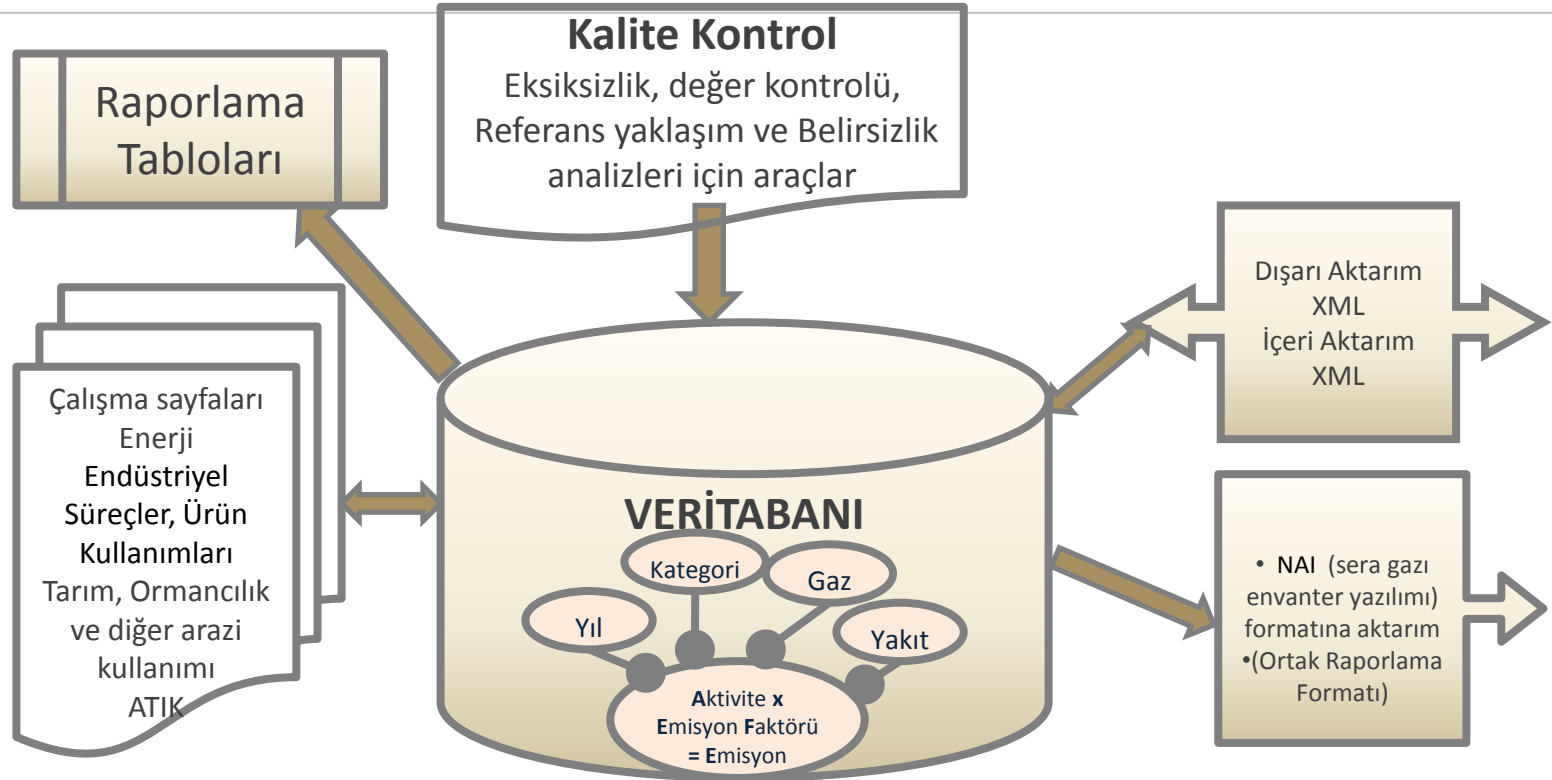 Kalite Kontrol
Eksiksizlik, değer kontrolü,
Referans yaklaşım ve Belirsizlik
analizleri için araçlar
Raporlama
Tabloları
Dışarı Aktarım
XML
İçeri Aktarım
XML
Çalışma sayfaları
Enerji
Endüstriyel
Süreçler, Ürün
Kullanımları
Tarım, Ormancılık
ve diğer arazi
kullanımı
ATIK
VERİTABANI
Kategori
Gaz
Yıl
Yakıt
Aktivite x
Emisyon Faktörü
= Emisyon
• NAI (sera gazı
envanter yazılımı)
formatına aktarım
•(Ortak Raporlama
Formatı)